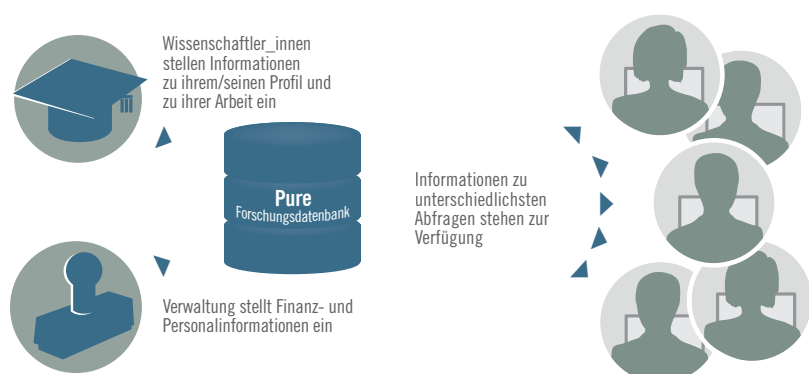 Wissenschaftler_innen
stellen Informationen
zu ihrem/seinen Profil und
zu ihrer Arbeit ein
Pure
Forschungsdatenbank
Informationen zu
unterschiedlichsten
Abfragen stehen zur
Verfügung
Verwaltung stellt Finanz- und
Personalinformationen ein